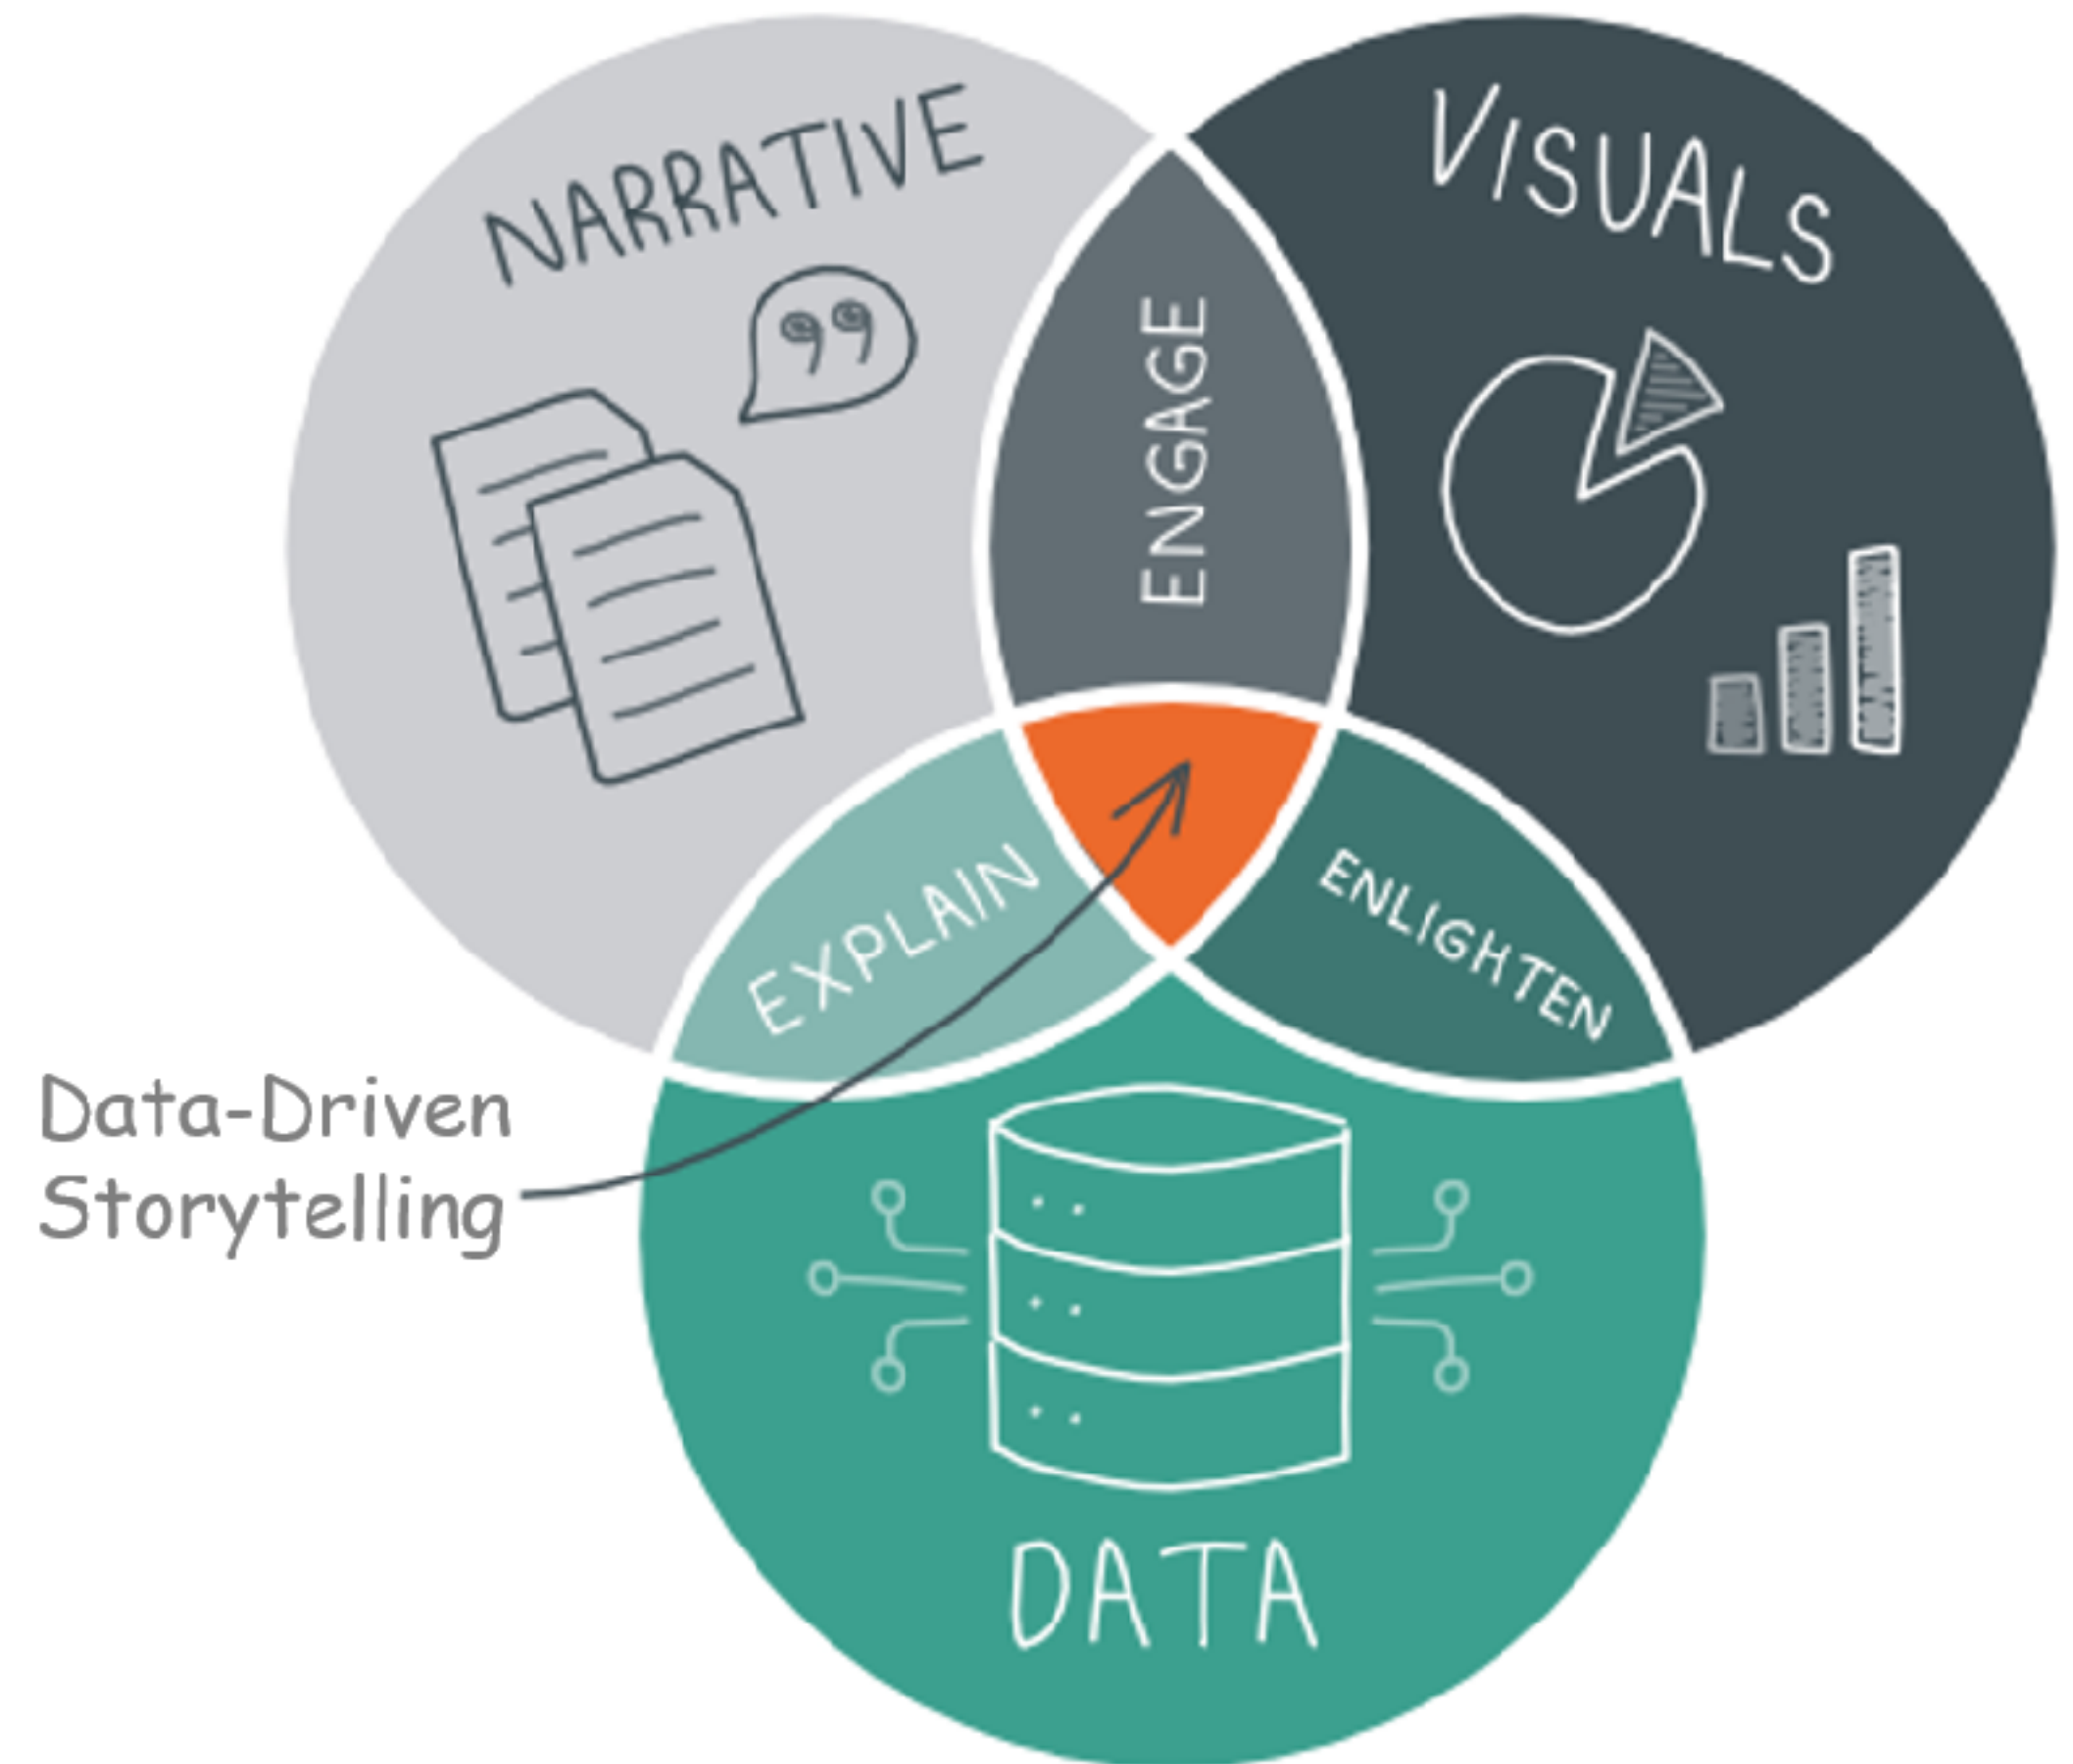 NARRATIVE
VISUALS
ENGAGE
EXPLAIN
ENLIGHTEN
Data-Driven
Storytelling
DATA